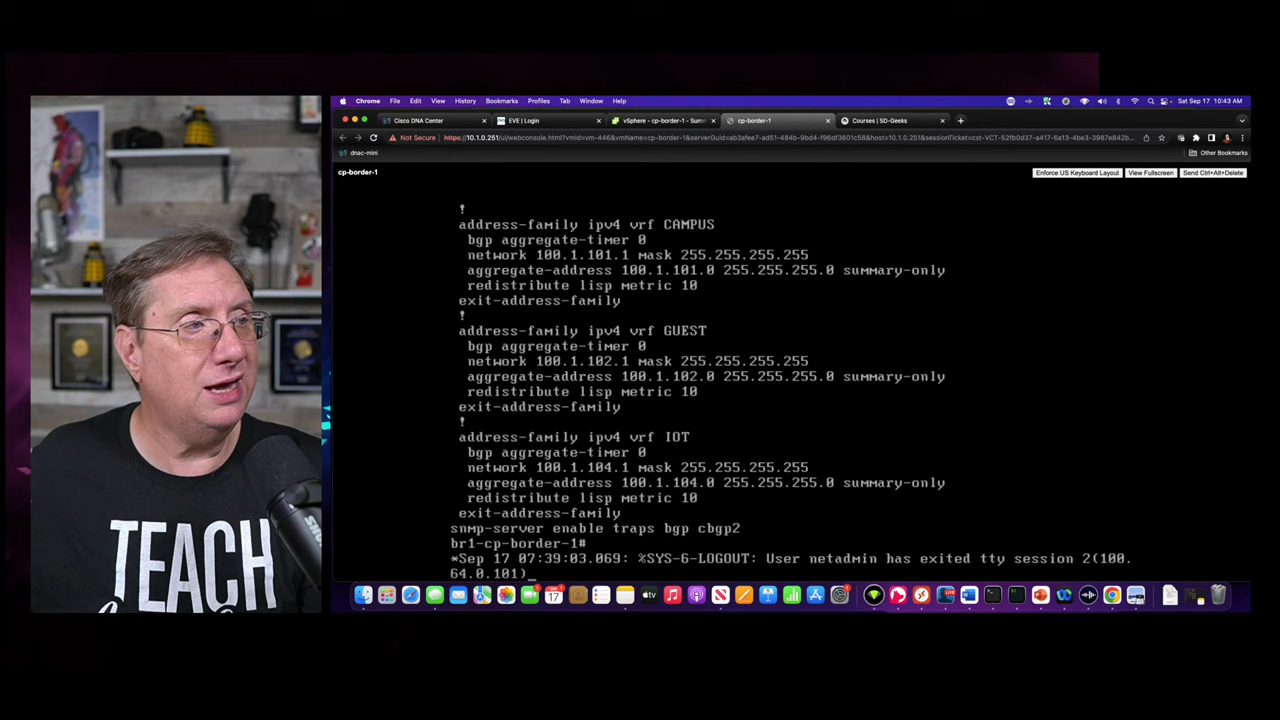 Chrome File Edit View History Bookmarks Profiles Tab Window Help
Sat Sep 17 10:43 AM
Cisco DNA Center
EVE | Login
vSphere - cp-border-1 - Summ
cp-border-1
Courses | SD-Geeks
Not Secure
dnac-mini
Other Bookmarks
cp-border-1
Enforce US Keyboard Layout
View Fullscreen
Send Ctrl+Alt+Delete
!
address-family ipv4 vrf CAMPUS
bgp aggregate-timer 0
network 100.1.101.1 mask 255.255.255.255
aggregate-address 100.1.101.0 255.255.255.0 summary-only
redistribute lisp metric 10
exit-address-family
!
address-family ipv4 vrf GUEST
bgp aggregate-timer 0
network 100.1.102.1 mask 255.255.255.255
aggregate-address 100.1.102.0 255.255.255.0 summary-only
redistribute lisp metric 10
exit-address-family
!
address-family ipv4 vrf IOT
bgp aggregate-timer 0
network 100.1.104.1 mask 255.255.255.255
aggregate-address 100.1.104.0 255.255.255.0 summary-only
redistribute lisp metric 10
exit-address-family
snmp-server enable traps bgp cbgp2
br1-cp-border-1#
*Sep 17 07:39:03.069: %SYS-6-LOGOUT: User netadmin has exited tty session 2(100.
64.0.101)_
TEACH